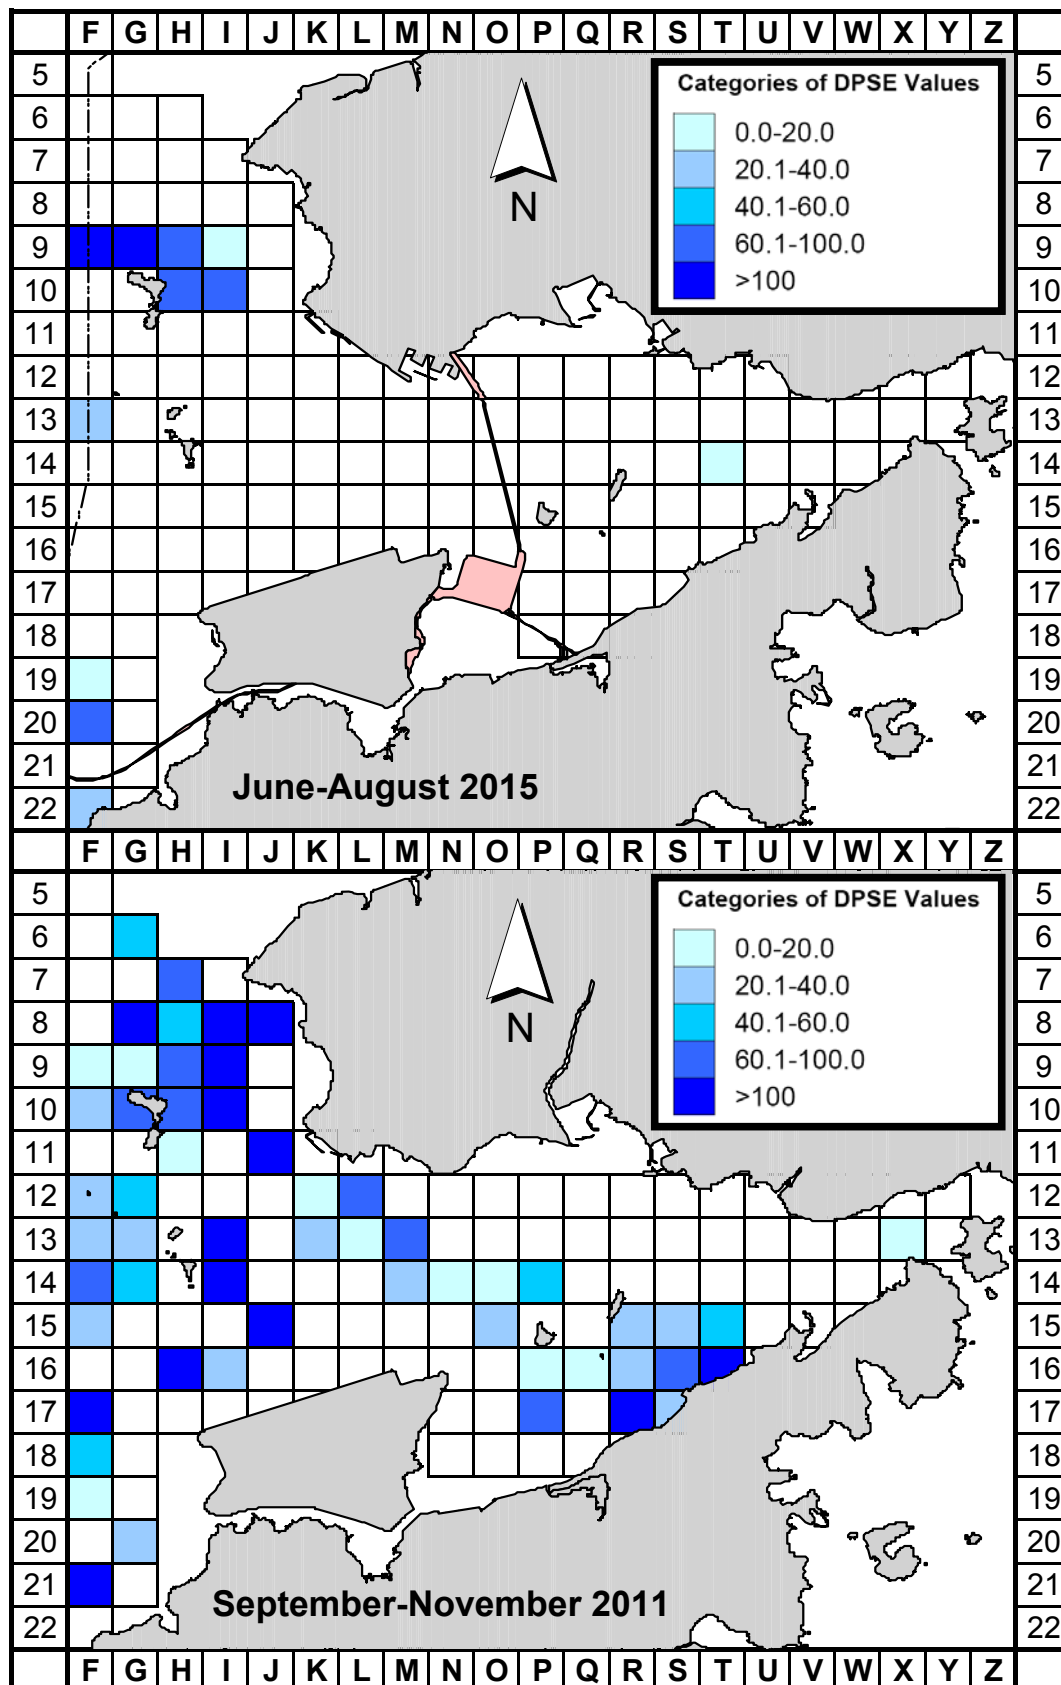 F G H I J K L M N O P Q R S T U V W X Y Z
5 5
Categories of DPSE Values
6 6
0.0-20.0
7 20.1-40.0 7
8 40.1-60.0 8
N
9 60.1-100.0 9
10 >100 10
11 11
12 12
13 13
14 14
15 15
16 16
17 17
18 18
19 19
20 20
21 21
June-August 2015
22 22
F G H I J K L M N O P Q R S T U V W X Y Z
5 5
Categories of DPSE Values
6 6
0.0-20.0
7 20.1-40.0 7
8 40.1-60.0 8
N
9 60.1-100.0 9
10 >100 10
11 11
12 12
13 13
14 14
15 15
16 16
17 17
18 18
19 19
20 20
21 21
September-November 2011
22 22
F G H I J K L M N O P Q R S T U V W X Y Z